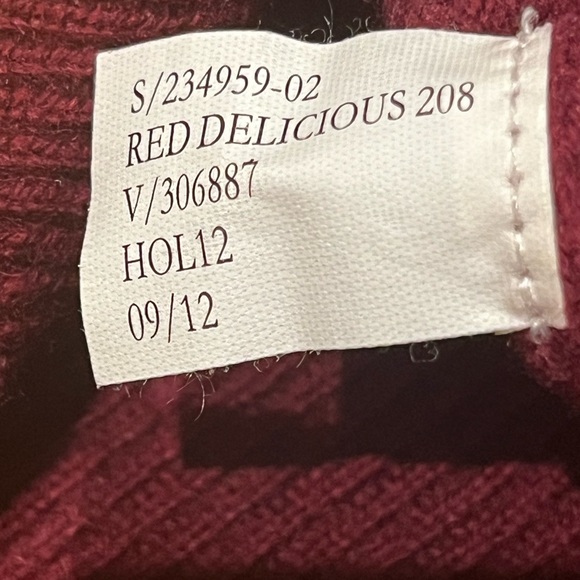 S/234959-02
RED DELICIOUS 208
V/306887
HOL12
09/12